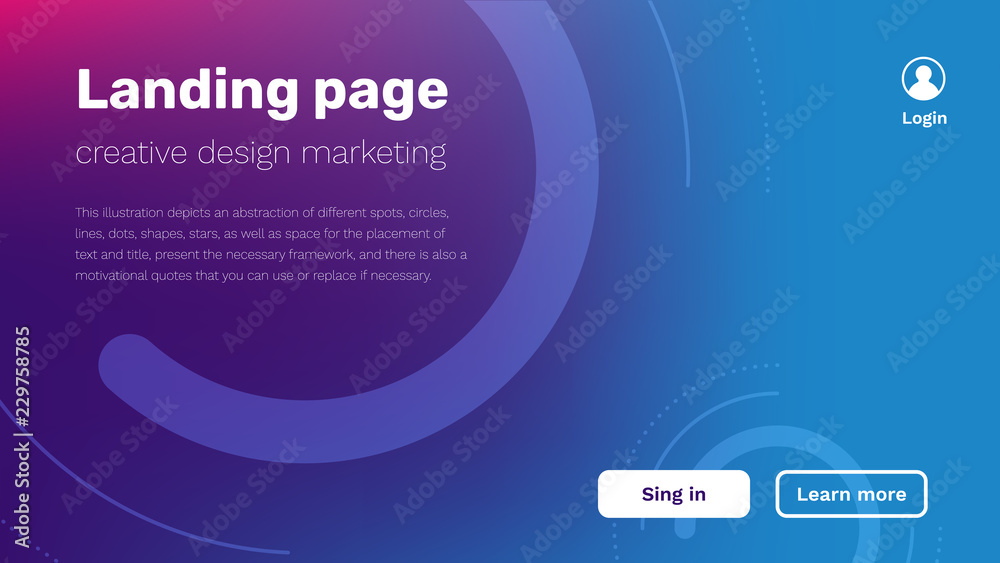 Landing page
creative design marketing
This illustration depicts an abstraction of different spots, circles,
lines, dots, shapes, stars, as well as space for the placement of
text and title, present the necessary framework, and there is also a
motivational quotes that you can use or replace if necessary.
Login
Sing in
Learn more
Adobe Stock | #229758785
Adobe Stock